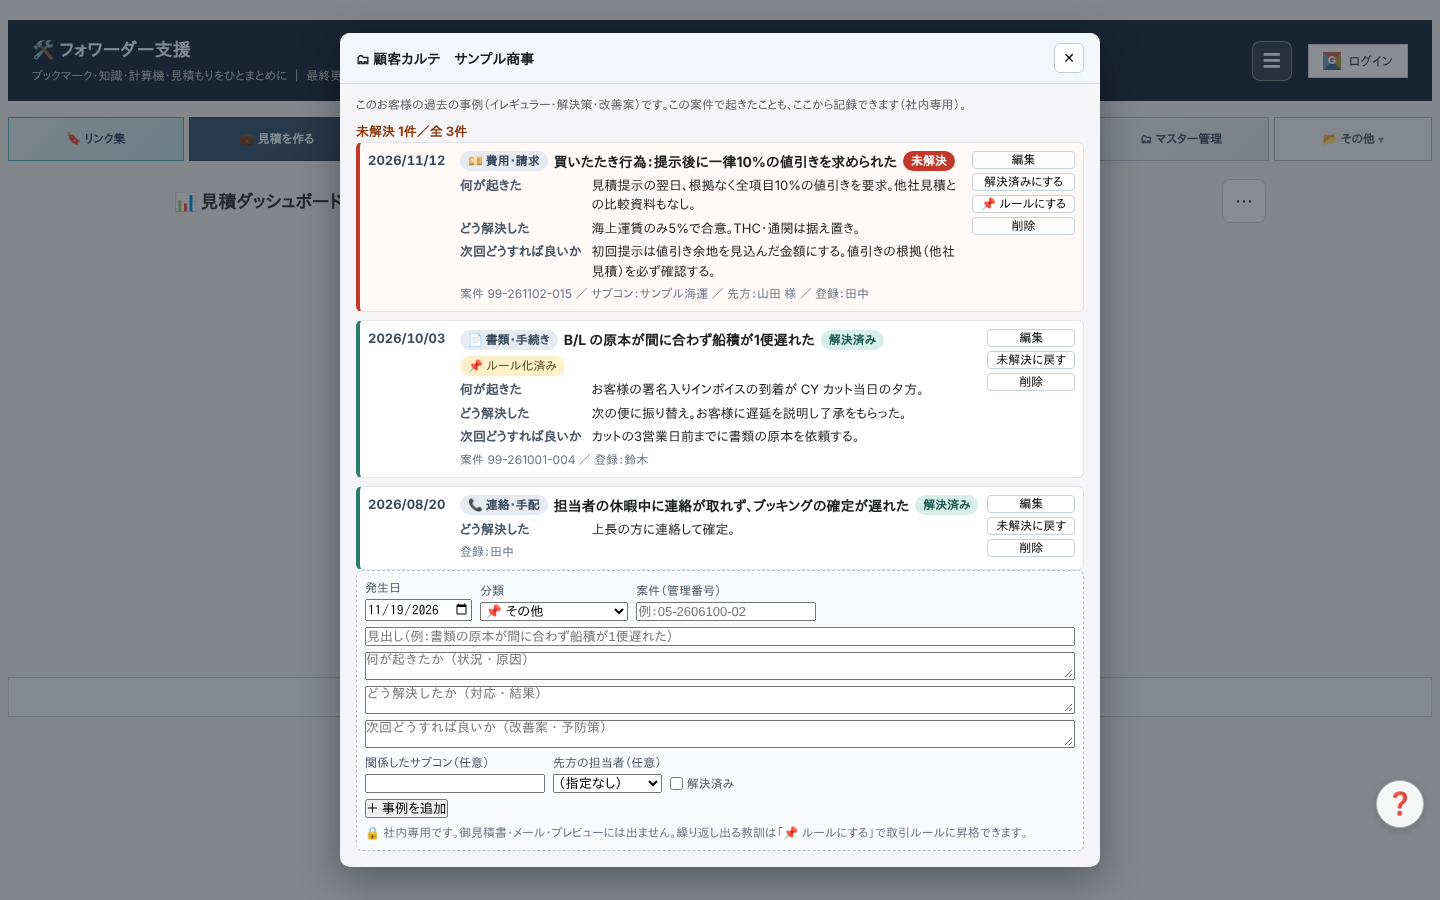 🛠️ フォワーダー支援
ブックマーク・知識・計算機・見積もりをひとまとめに ｜ 最終更
☰
G ログイン
🔖 リンク集
💼 見積を作る
🗂 マスター管理
📂 その他 ▾
📊 見積ダッシュボード
…
🗂 顧客カルテ サンプル商事
✕
このお客様の過去の事例（イレギュラー・解決策・改善案）です。この案件で起きたことも、ここから記録できます（社内専用）。
未解決 1件／全 3件
2026/11/12
💴 費用・請求 買いたたき行為：提示後に一律10%の値引きを求められた 未解決
何が起きた 見積提示の翌日、根拠なく全項目10%の値引きを要求。他社見積と
の比較資料もなし。
どう解決した 海上運賃のみ5%で合意。THC・通関は据え置き。
次回どうすれば良いか 初回提示は値引き余地を見込んだ金額にする。値引きの根拠（他社
見積）を必ず確認する。
案件 99-261102-015 ／ サブコン：サンプル海運 ／ 先方：山田 様 ／ 登録：田中
編集
解決済みにする
📌 ルールにする
削除
2026/10/03
📄 書類・手続き B/L の原本が間に合わず船積が1便遅れた 解決済み
📌 ルール化済み
何が起きた お客様の署名入りインボイスの到着が CY カット当日の夕方。
どう解決した 次の便に振り替え。お客様に遅延を説明し了承をもらった。
次回どうすれば良いか カットの3営業日前までに書類の原本を依頼する。
案件 99-261001-004 ／ 登録：鈴木
編集
未解決に戻す
削除
2026/08/20
📞 連絡・手配 担当者の休暇中に連絡が取れず、ブッキングの確定が遅れた 解決済み
どう解決した 上長の方に連絡して確定。
登録：田中
編集
未解決に戻す
削除
発生日 分類 案件（管理番号）
11/19/2026 📌 その他 例：05-2606100-02
見出し（例：書類の原本が間に合わず船積が1便遅れた）
何が起きたか（状況・原因）
どう解決したか（対応・結果）
次回どうすれば良いか（改善案・予防策）
関係したサブコン（任意） 先方の担当者（任意）
（指定なし） 解決済み
＋ 事例を追加
🔒 社内専用です。御見積書・メール・プレビューには出ません。繰り返し出る教訓は「📌 ルールにする」で取引ルールに昇格できます。
❓